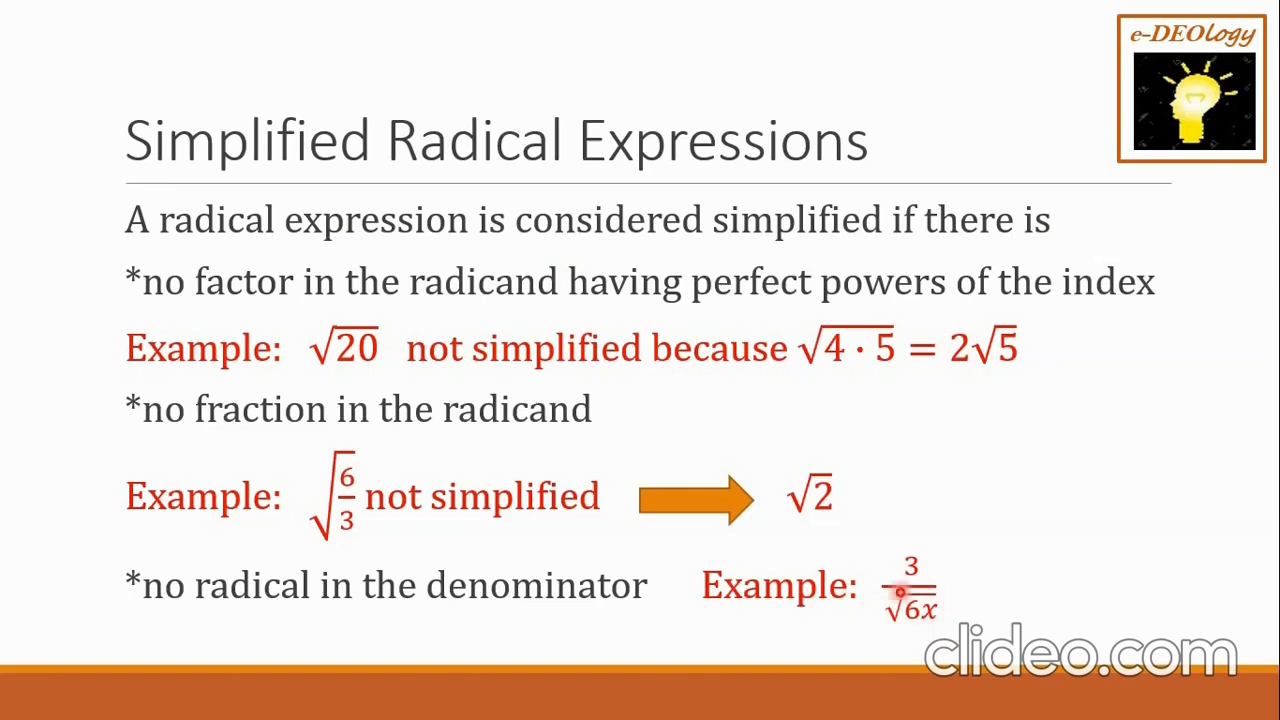 e-DEOlogy
Simplified Radical Expressions
A radical expression is considered simplified if there is
*no factor in the radicand having perfect powers of the index
Example: √20 not simplified because √(4 · 5) = 2√5
*no fraction in the radicand
Example: √(6/3) not simplified √2
*no radical in the denominator Example: 3/√(6x)
clideo.com